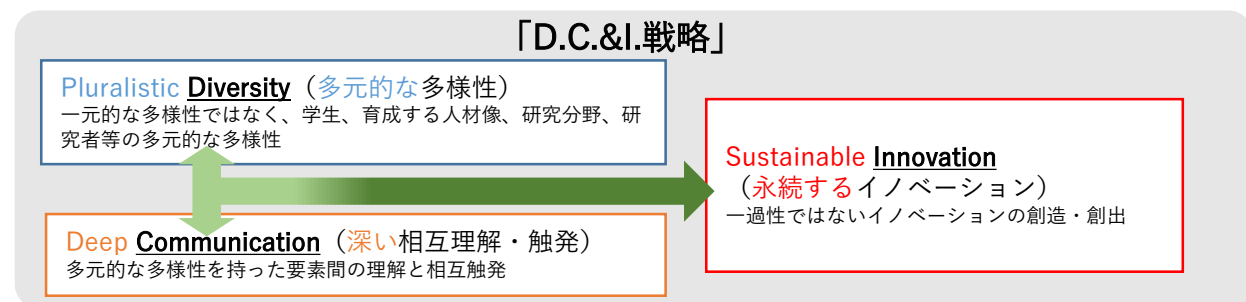 「D.C.&I.戦略」
Pluralistic Diversity（多元的な多様性）
一元的な多様性ではなく、学生、育成する人材像、研究分野、研
究者等の多元的な多様性
Deep Communication（深い相互理解・触発）
多元的な多様性を持った要素間の理解と相互触発
Sustainable Innovation
（永続するイノベーション）
一過性ではないイノベーションの創造・創出